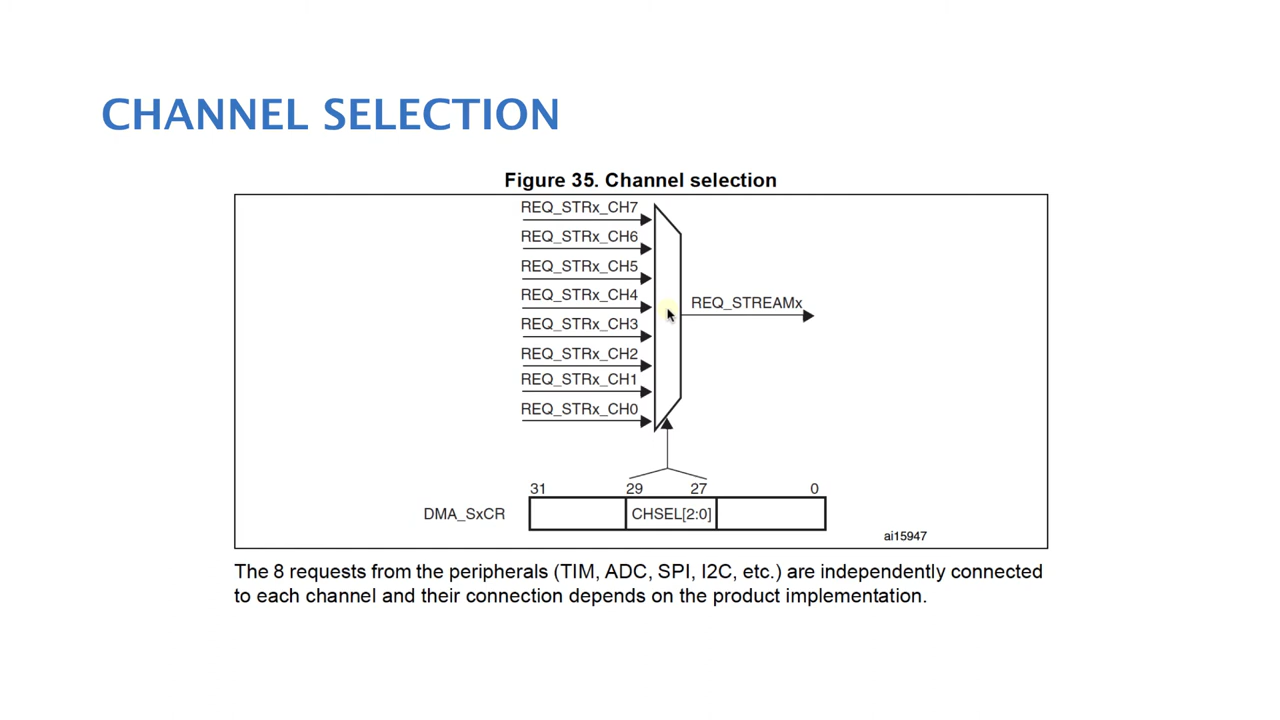 CHANNEL SELECTION
Figure 35. Channel selection
REQ_STRx_CH7
REQ_STRx_CH6
REQ_STRx_CH5
REQ_STRx_CH4
REQ_STREAMx
REQ_STRx_CH3
REQ_STRx_CH2
REQ_STRx_CH1
REQ_STRx_CH0
31 29 27 0
DMA_SxCR CHSEL[2:0]
ai15947
The 8 requests from the peripherals (TIM, ADC, SPI, I2C, etc.) are independently connected
to each channel and their connection depends on the product implementation.